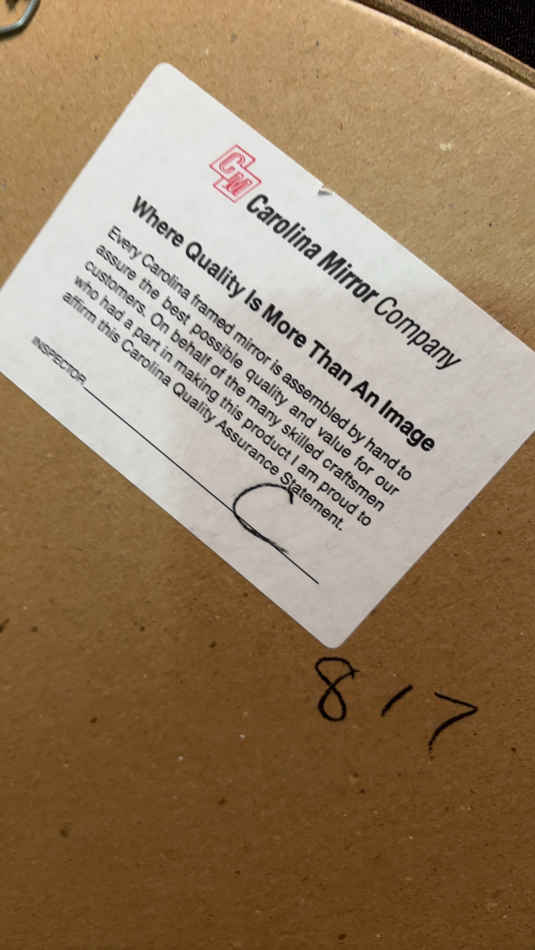 CM Carolina Mirror Company
Where Quality Is More Than An Image
Every Carolina framed mirror is assembled by hand to
assure the best possible quality and value for our
customers. On behalf of the many skilled craftsmen
who had a part in making this product I am proud to
affirm this Carolina Quality Assurance Statement.
INSPECTOR C
817